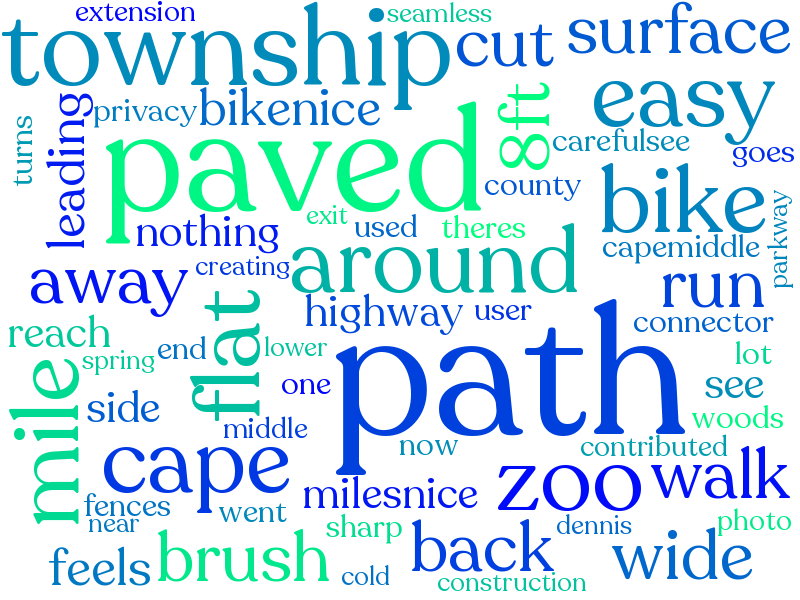 extension
seamless
township
cut
surface
privacy
bikenice
easy
turns
leading
paved
8ft
carefulsee
goes
county
bike
parkway
nothing
exit
used
theres
capemiddle
away
creating
around
run
flat
highway
user
connector
reach
spring
end
lower
path
lot
mile
side
one
see
middle
now
woods
contributed
cape
zoo
walk
milesnice
fences
near
went
sharp
back
dennis
photo
feels
brush
cold
construction
wide